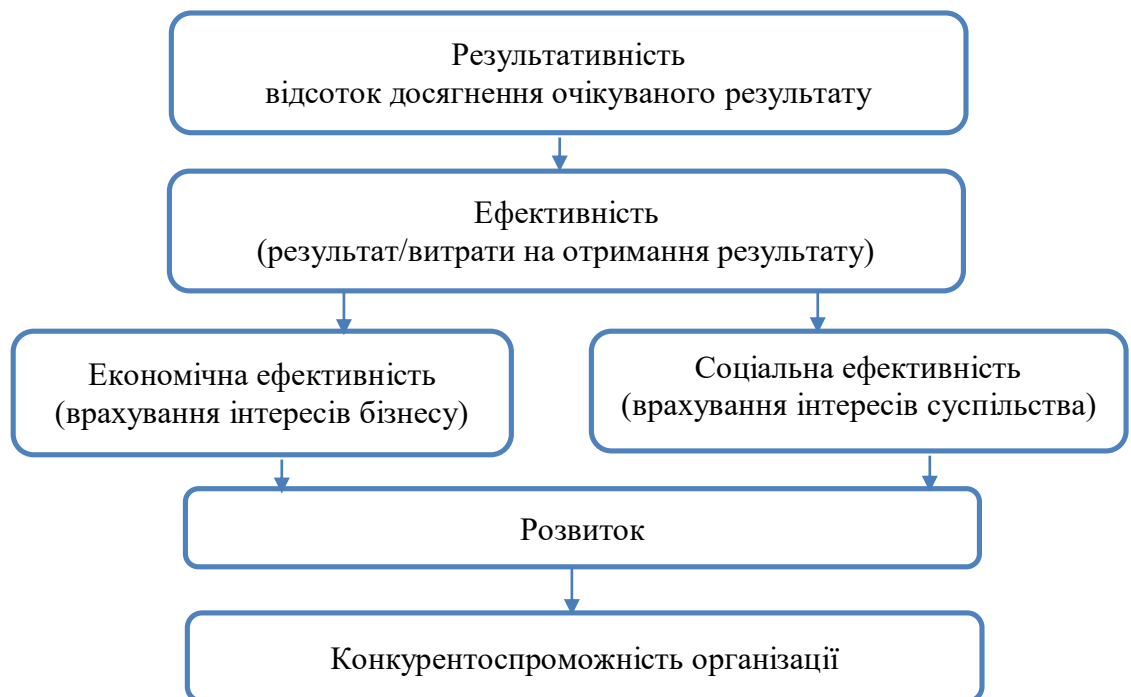 Результативність
відсоток досягнення очікуваного результату
Ефективність
(результат/витрати на отримання результату)
Економічна ефективність
(врахування інтересів бізнесу)
Соціальна ефективність
(врахування інтересів суспільства)
Розвиток
Конкурентоспроможність організації